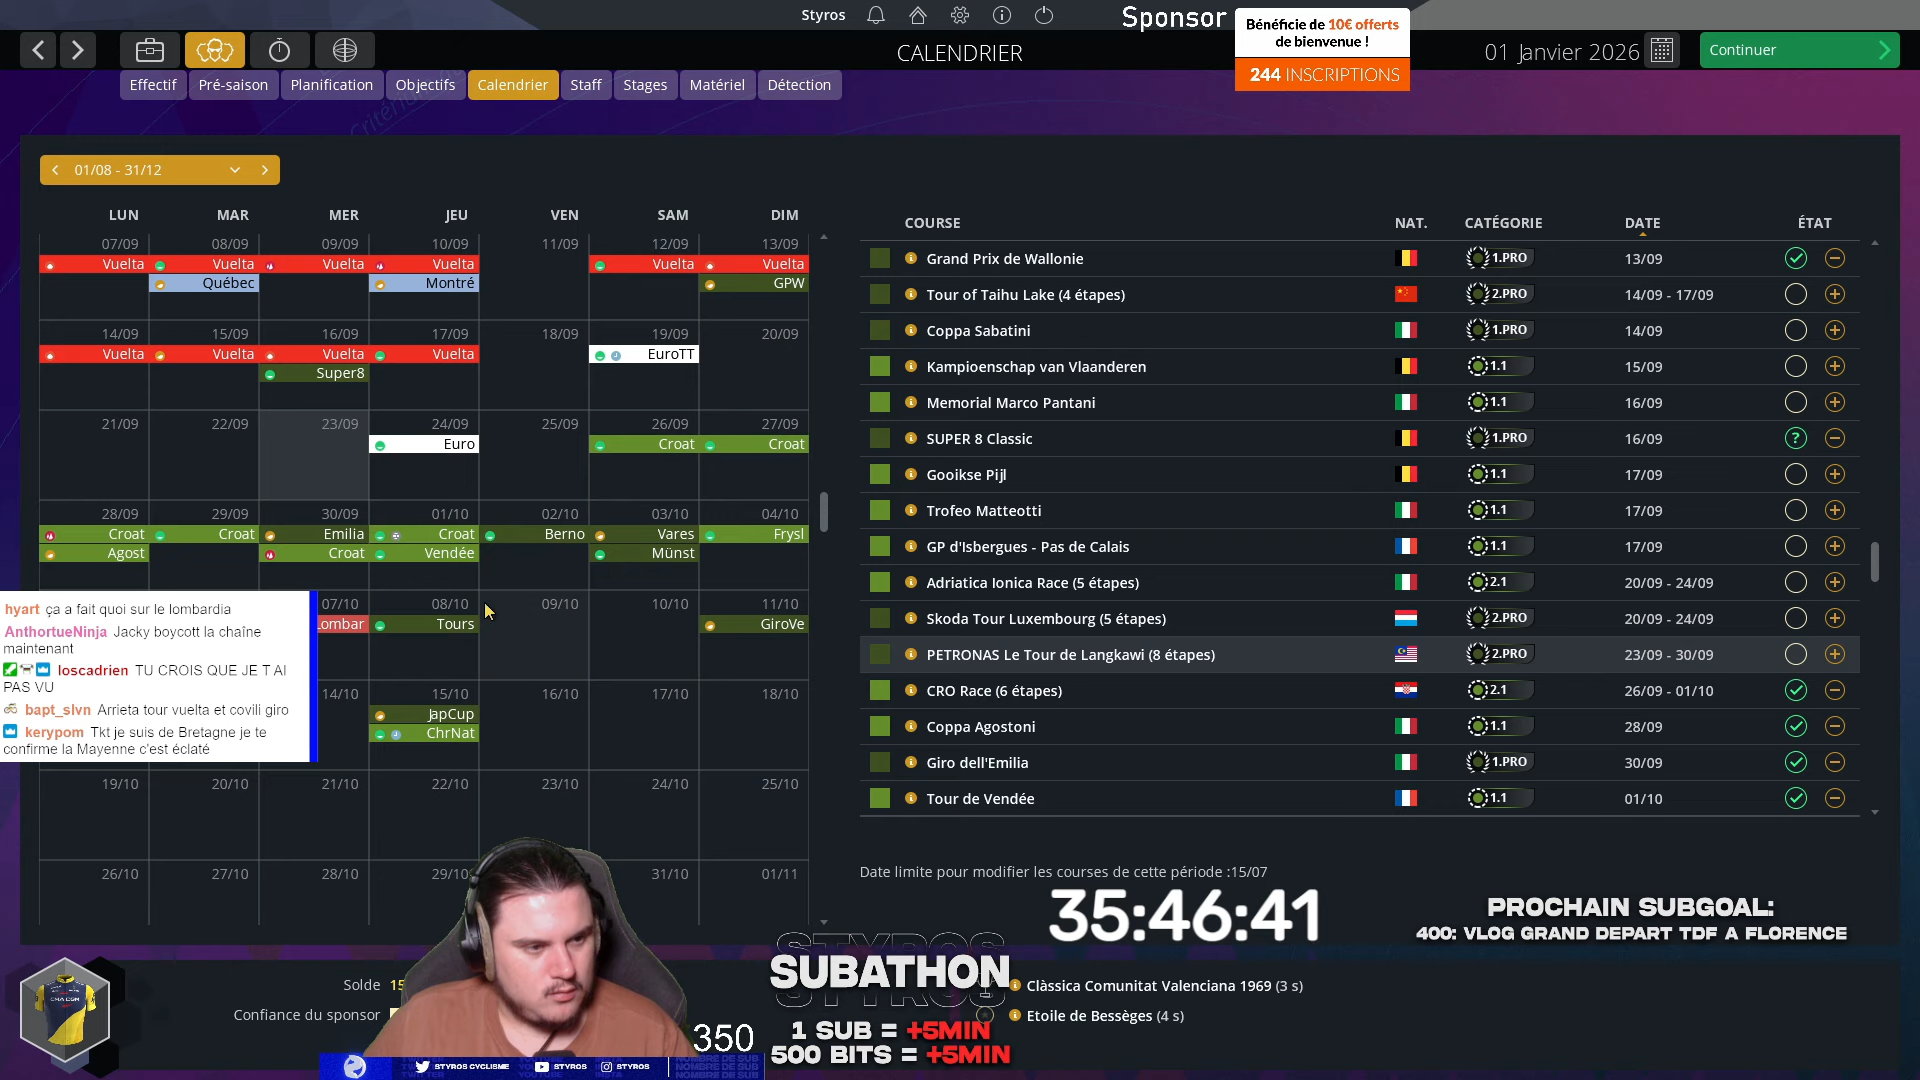 Styros
Sponsor
Bénéficie de 10€ offerts
de bienvenue !
244 INSCRIPTIONS
CALENDRIER
01 Janvier 2026
Continuer
Effectif
Pré-saison
Planification
Objectifs
Calendrier
Staff
Stages
Matériel
Détection
01/08 - 31/12
LUN MAR MER JEU VEN SAM DIM
07/09 08/09 09/09 10/09 11/09 12/09 13/09
Vuelta Vuelta Vuelta Vuelta Vuelta Vuelta
Québec Montré GPW
14/09 15/09 16/09 17/09 18/09 19/09 20/09
Vuelta Vuelta Vuelta Vuelta EuroTT
Super8
21/09 22/09 23/09 24/09 25/09 26/09 27/09
Euro Croat Croat
28/09 29/09 30/09 01/10 02/10 03/10 04/10
Croat Croat Emilia Croat Berno Vares Frysl
Agost Croat Vendée Münst
07/10 08/10 09/10 10/10 11/10
Lombar Tours GiroVe
14/10 15/10 16/10 17/10 18/10
JapCup
ChrNat
19/10 20/10 21/10 22/10 23/10 24/10 25/10
26/10 27/10 28/10 29/10 31/10 01/11
hyart ça a fait quoi sur le lombardia
AnthortueNinja Jacky boycott la chaîne
maintenant
loscadrien TU CROIS QUE JE T AI
PAS VU
bapt_slvn Arrieta tour vuelta et covili giro
kerypom Tkt je suis de Bretagne je te
confirme la Mayenne c'est éclaté
COURSE NAT. CATÉGORIE DATE ÉTAT
Grand Prix de Wallonie 1.PRO 13/09
Tour of Taihu Lake (4 étapes) 2.PRO 14/09 - 17/09
Coppa Sabatini 1.PRO 14/09
Kampioenschap van Vlaanderen 1.1 15/09
Memorial Marco Pantani 1.1 16/09
SUPER 8 Classic 1.PRO 16/09 ?
Gooikse Pijl 1.1 17/09
Trofeo Matteotti 1.1 17/09
GP d'Isbergues - Pas de Calais 1.1 17/09
Adriatica Ionica Race (5 étapes) 2.1 20/09 - 24/09
Skoda Tour Luxembourg (5 étapes) 2.PRO 20/09 - 24/09
PETRONAS Le Tour de Langkawi (8 étapes) 2.PRO 23/09 - 30/09
CRO Race (6 étapes) 2.1 26/09 - 01/10
Coppa Agostoni 1.1 28/09
Giro dell'Emilia 1.PRO 30/09
Tour de Vendée 1.1 01/10
Date limite pour modifier les courses de cette période :15/07
35:46:41
PROCHAIN SUBGOAL:
400: VLOG GRAND DEPART TDF A FLORENCE
Solde 15
Confiance du sponsor
CMA CGM
350
STYROS
SUBATHON
STYROS
1 SUB = +5MIN
500 BITS = +5MIN
Clàssica Comunitat Valenciana 1969 (3 s)
Etoile de Bessèges (4 s)
STYROS CYCLISME
STYROS
STYROS